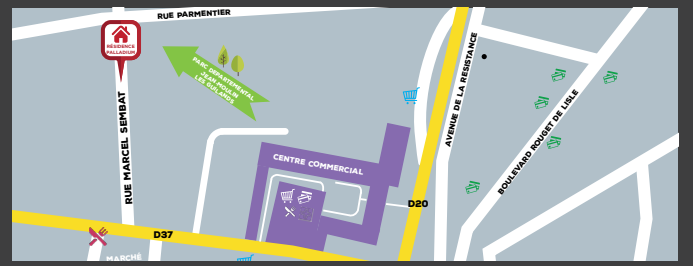 RUE PARMENTIER
RÉSIDENCE
PALLADIUM
PARC DÉPARTEMENTAL
JEAN-MOULIN
LES GUILANDS
AVENUE DE LA RESISTANCE
RUE MARCEL SEMBAT
BOULEVARD ROUGET DE LISLE
CENTRE COMMERCIAL
D20
D37
MARCHÉ